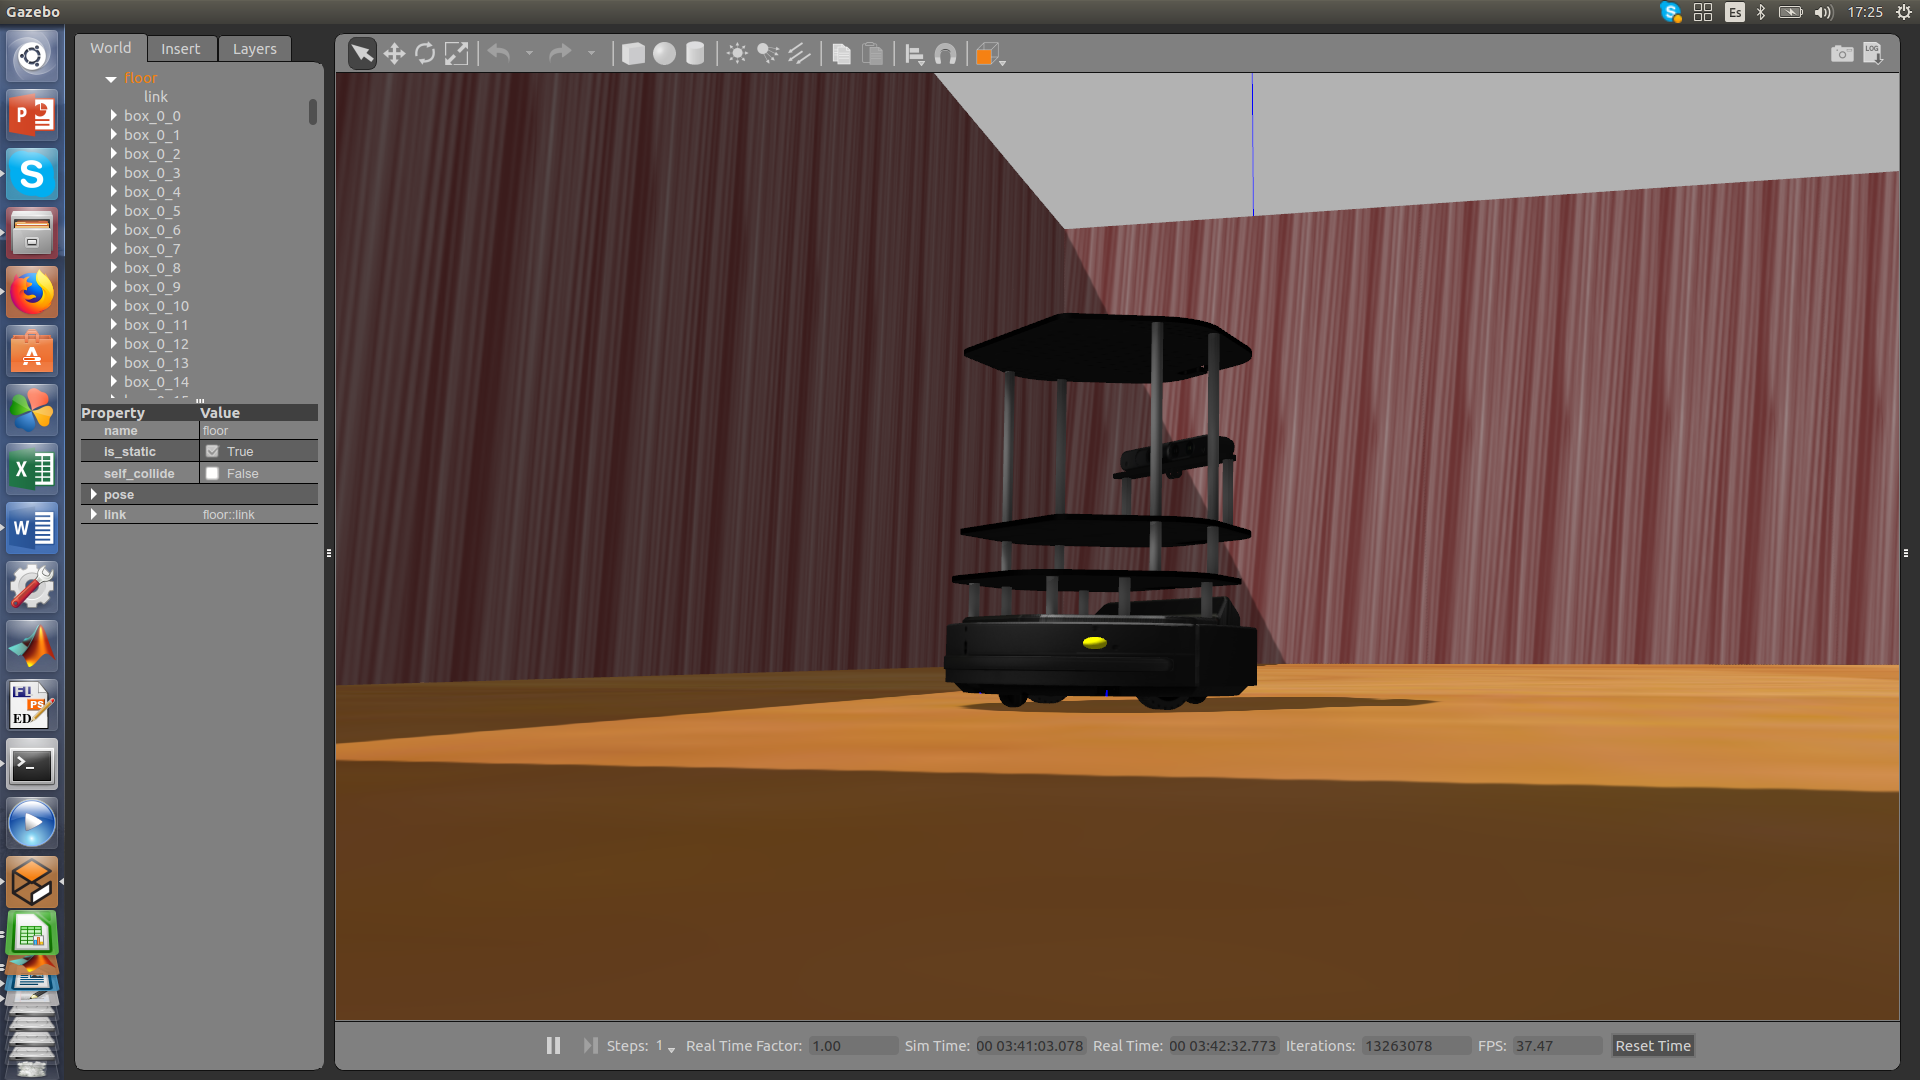 Gazebo
Es
17:25
World
Insert
Layers
LOG
floor
link
box_0_0
box_0_1
box_0_2
box_0_3
box_0_4
box_0_5
box_0_6
box_0_7
box_0_8
box_0_9
box_0_10
box_0_11
box_0_12
box_0_13
box_0_14
Property Value
name floor
is_static True
self_collide False
pose
link floor::link
Steps: 1 Real Time Factor: 1.00 Sim Time: 00 03:41:03.078 Real Time: 00 03:42:32.773 Iterations: 13263078 FPS: 37.47 Reset Time